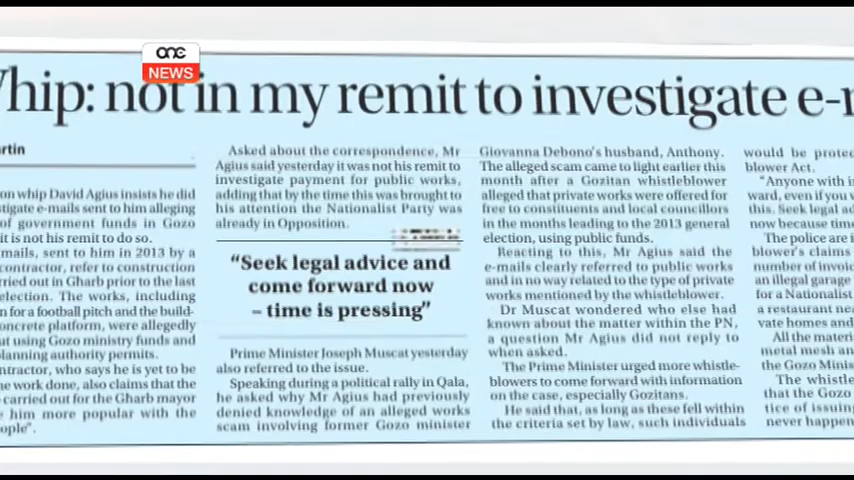 one
NEWS
Whip: not in my remit to investigate e-
rtin
on whip David Agius insists he did
tigate e-mails sent to him alleging
of government funds in Gozo
it is not his remit to do so.
mails, sent to him in 2013 by a
contractor, refer to construction
rried out in Gharb prior to the last
election. The works, including
n for a football pitch and the build-
oncrete platform, were allegedly
ut using Gozo ministry funds and
lanning authority permits.
ntractor, who says he is yet to be
he work done, also claims that the
carried out for the Gharb mayor
e him more popular with the
ople".
Asked about the correspondence, Mr
Agius said yesterday it was not his remit to
investigate payment for public works,
adding that by the time this was brought to
his attention the Nationalist Party was
already in Opposition.
"Seek legal advice and
come forward now
– time is pressing"
Prime Minister Joseph Muscat yesterday
also referred to the issue.
Speaking during a political rally in Qala,
he asked why Mr Agius had previously
denied knowledge of an alleged works
scam involving former Gozo minister
Giovanna Debono's husband, Anthony.
The alleged scam came to light earlier this
month after a Gozitan whistleblower
alleged that private works were offered for
free to constituents and local councillors
in the months leading to the 2013 general
election, using public funds.
Reacting to this, Mr Agius said the
e-mails clearly referred to public works
and in no way related to the type of private
works mentioned by the whistleblower.
Dr Muscat wondered who else had
known about the matter within the PN,
a question Mr Agius did not reply to
when asked.
The Prime Minister urged more whistle-
blowers to come forward with information
on the case, especially Gozitans.
He said that, as long as these fell within
the criteria set by law, such individuals
would be protec
blower Act.
"Anyone with i
ward, even if you
this. Seek legal ad
now because time
The police are i
blower's claims
number of invoic
an illegal garage
for a Nationalist
a restaurant nea
vate homes and
All the materi
metal mesh an
the Gozo Minis
The whistle
that the Gozo
tice of issuing
never happen